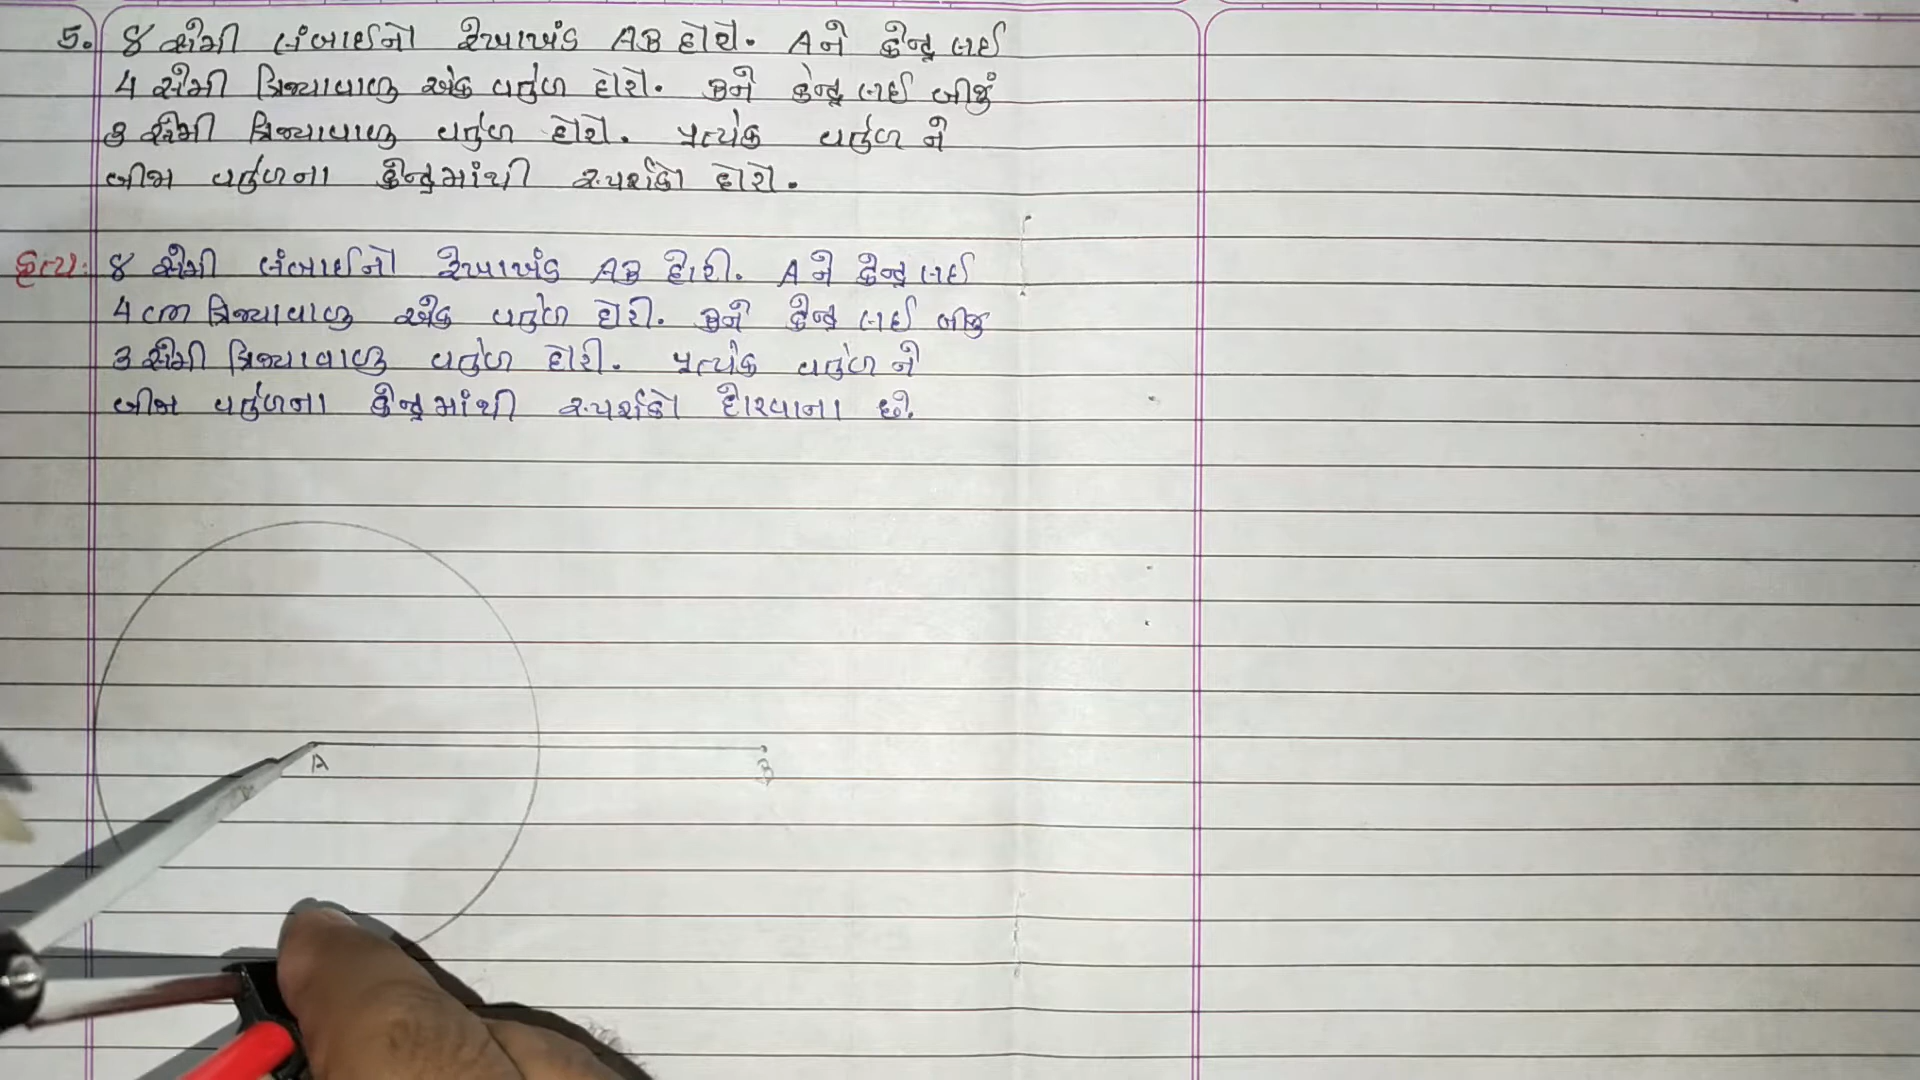 5. 8 સેમી લંબાઈનો રેખાખંડ AB દોરો. A ને કેન્દ્ર લઈ
4 સેમી ત્રિજ્યાવાળુ એક વર્તુળ દોરો. B ને કેન્દ્ર લઈ બીજું
3 સેમી ત્રિજ્યાવાળુ વર્તુળ દોરો. પ્રત્યેક વર્તુળ ને
બીજા વર્તુળના કેન્દ્રમાંથી સ્પર્શકો દોરો.
કૃત્ય: 8 સેમી લંબાઈનો રેખાખંડ AB દોરી. A ને કેન્દ્ર લઈ
4 cm ત્રિજ્યાવાળુ એક વર્તુળ દોરી. B ને કેન્દ્ર લઈ બીજુ
3 સેમી ત્રિજ્યાવાળુ વર્તુળ દોરી. પ્રત્યેક વર્તુળ ને
બીજા વર્તુળના કેન્દ્રમાંથી સ્પર્શકો દોરવાના છે.
A B